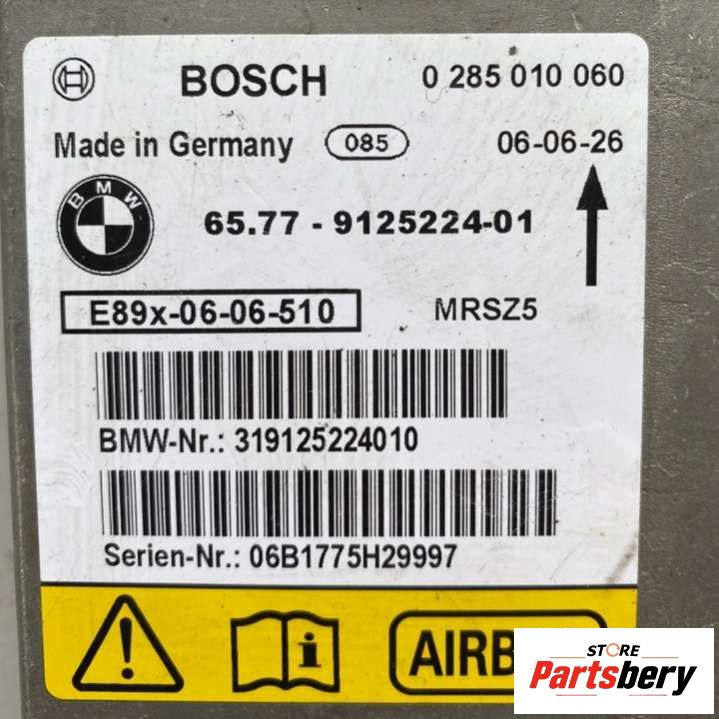 BOSCH 0 285 010 060
Made in Germany 085 06-06-26
BMW 65.77 - 9125224-01
E89x-06-06-510 MRSZ5
BMW-Nr.: 319125224010
Serien-Nr.: 06B1775H29997
i
STORE
Partsbery